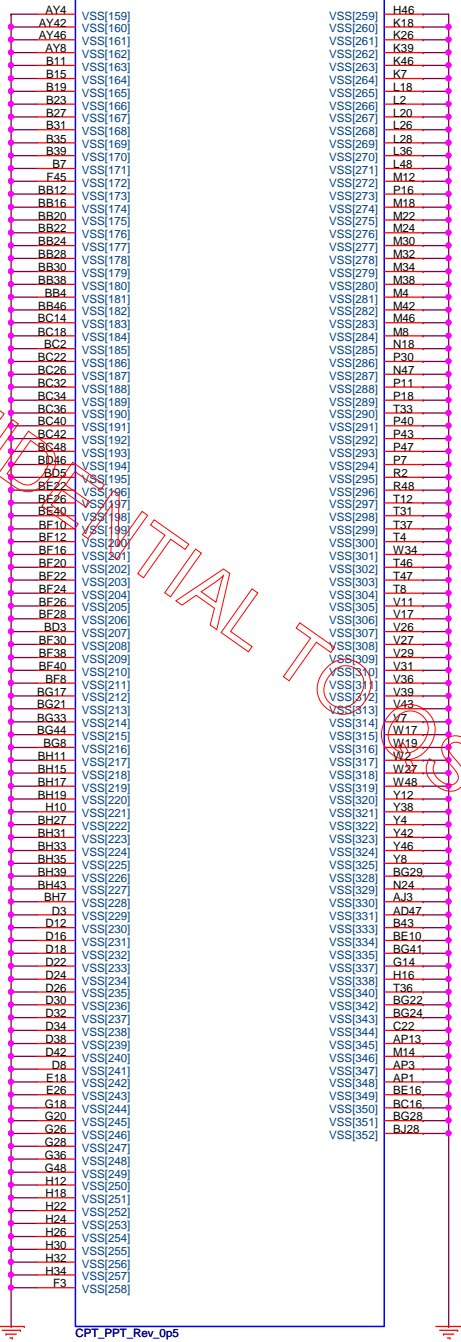 AY4 VSS[159] VSS[259] H46
AY42 VSS[160] VSS[260] K18
AY46 VSS[161] VSS[261] K26
AY8 VSS[162] VSS[262] K39
B11 VSS[163] VSS[263] K46
B15 VSS[164] VSS[264] K7
B19 VSS[165] VSS[265] L18
B23 VSS[166] VSS[266] L2
B27 VSS[167] VSS[267] L20
B31 VSS[168] VSS[268] L26
B35 VSS[169] VSS[269] L28
B39 VSS[170] VSS[270] L36
B7 VSS[171] VSS[271] L48
F45 VSS[172] VSS[272] M12
BB12 VSS[173] VSS[273] P16
BB16 VSS[174] VSS[274] M18
BB20 VSS[175] VSS[275] M22
BB22 VSS[176] VSS[276] M24
BB24 VSS[177] VSS[277] M30
BB28 VSS[178] VSS[278] M32
BB30 VSS[179] VSS[279] M34
BB38 VSS[180] VSS[280] M38
BB4 VSS[181] VSS[281] M4
BB46 VSS[182] VSS[282] M42
BC14 VSS[183] VSS[283] M46
BC18 VSS[184] VSS[284] M8
BC2 VSS[185] VSS[285] N18
BC22 VSS[186] VSS[286] P30
BC26 VSS[187] VSS[287] N47
BC32 VSS[188] VSS[288] P11
BC34 VSS[189] VSS[289] P18
BC36 VSS[190] VSS[290] T33
BC40 VSS[191] VSS[291] P40
BC42 VSS[192] VSS[292] P43
BC48 VSS[193] VSS[293] P47
BD46 VSS[194] VSS[294] P7
BD5 VSS[195] VSS[295] R2
BE22 VSS[196] VSS[296] R48
BE26 VSS[197] VSS[297] T12
BE40 VSS[198] VSS[298] T31
BF10 VSS[199] VSS[299] T37
BF12 VSS[200] VSS[300] T4
BF16 VSS[201] VSS[301] W34
BF20 VSS[202] VSS[302] T46
BF22 VSS[203] VSS[303] T47
BF24 VSS[204] VSS[304] T8
BF26 VSS[205] VSS[305] V11
BF28 VSS[206] VSS[306] V17
BD3 VSS[207] VSS[307] V26
BF30 VSS[208] VSS[308] V27
BF38 VSS[209] VSS[309] V29
BF40 VSS[210] VSS[310] V31
BF8 VSS[211] VSS[311] V36
BG17 VSS[212] VSS[312] V39
BG21 VSS[213] VSS[313] V43
BG33 VSS[214] VSS[314] V7
BG44 VSS[215] VSS[315] W17
BG8 VSS[216] VSS[316] W19
BH11 VSS[217] VSS[317] W2
BH15 VSS[218] VSS[318] W27
BH17 VSS[219] VSS[319] W48
BH19 VSS[220] VSS[320] Y12
H10 VSS[221] VSS[321] Y38
BH27 VSS[222] VSS[322] Y4
BH31 VSS[223] VSS[323] Y42
BH33 VSS[224] VSS[324] Y46
BH35 VSS[225] VSS[325] Y8
BH39 VSS[226] VSS[328] BG29
BH43 VSS[227] VSS[329] N24
BH7 VSS[228] VSS[330] AJ3
D3 VSS[229] VSS[331] AD47
D12 VSS[230] VSS[333] B43
D16 VSS[231] VSS[334] BE10
D18 VSS[232] VSS[335] BG41
D22 VSS[233] VSS[337] G14
D24 VSS[234] VSS[338] H16
D26 VSS[235] VSS[340] T36
D30 VSS[236] VSS[342] BG22
D32 VSS[237] VSS[343] BG24
D34 VSS[238] VSS[344] C22
D38 VSS[239] VSS[345] AP13
D42 VSS[240] VSS[346] M14
D8 VSS[241] VSS[347] AP3
E18 VSS[242] VSS[348] AP1
E26 VSS[243] VSS[349] BE16
G18 VSS[244] VSS[350] BC16
G20 VSS[245] VSS[351] BG28
G26 VSS[246] VSS[352] BJ28
G28 VSS[247]
G36 VSS[248]
G48 VSS[249]
H12 VSS[250]
H18 VSS[251]
H22 VSS[252]
H24 VSS[253]
H26 VSS[254]
H30 VSS[255]
H32 VSS[256]
H34 VSS[257]
F3 VSS[258]
CPT_PPT_Rev_0p5
TO